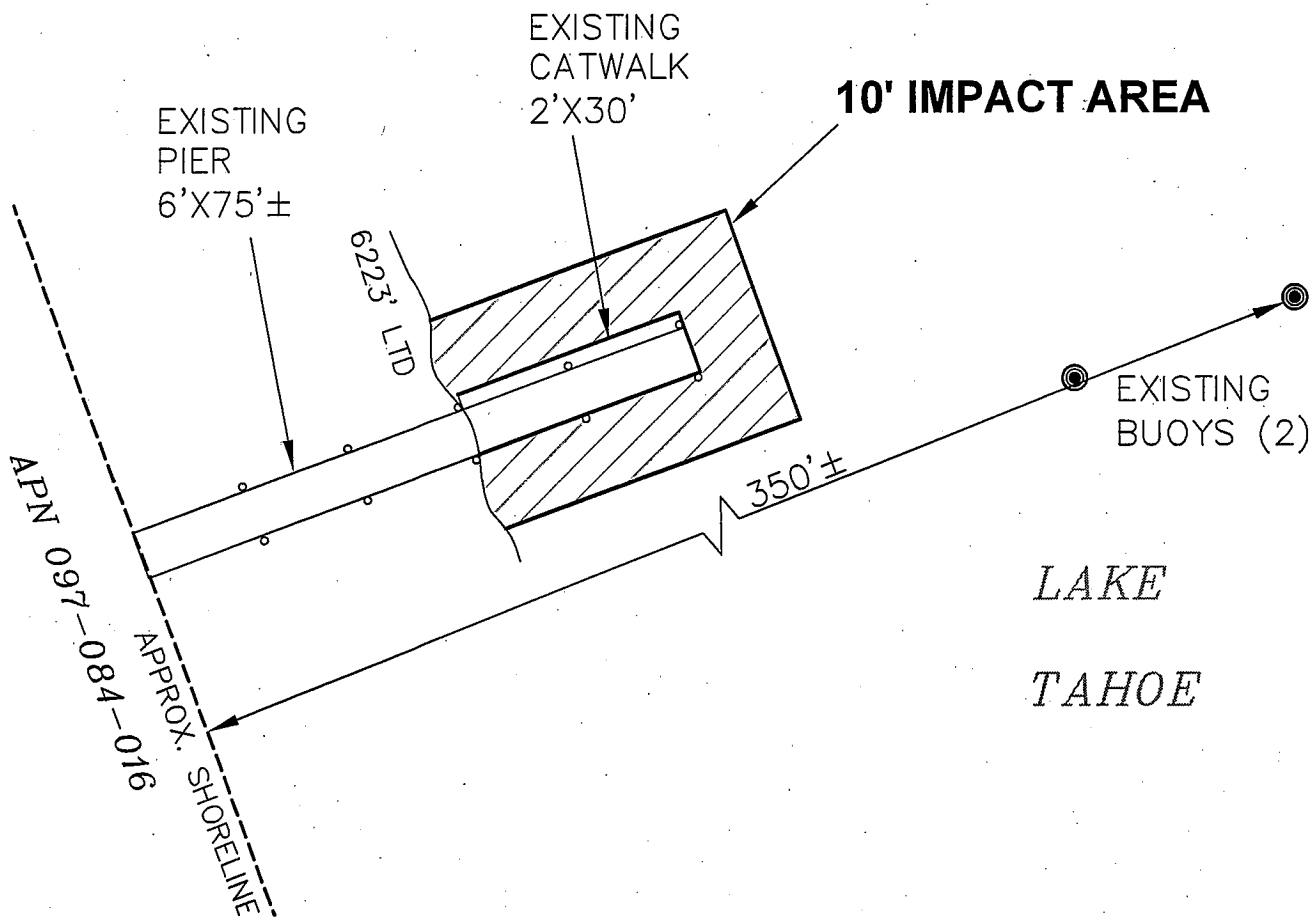 EXISTING
CATWALK
2'X30'
10' IMPACT AREA
EXISTING
PIER
6'X75'±
6223' LTD
EXISTING
BUOYS (2)
350'±
APN 097-084-016
APPROX. SHORELINE
LAKE
TAHOE